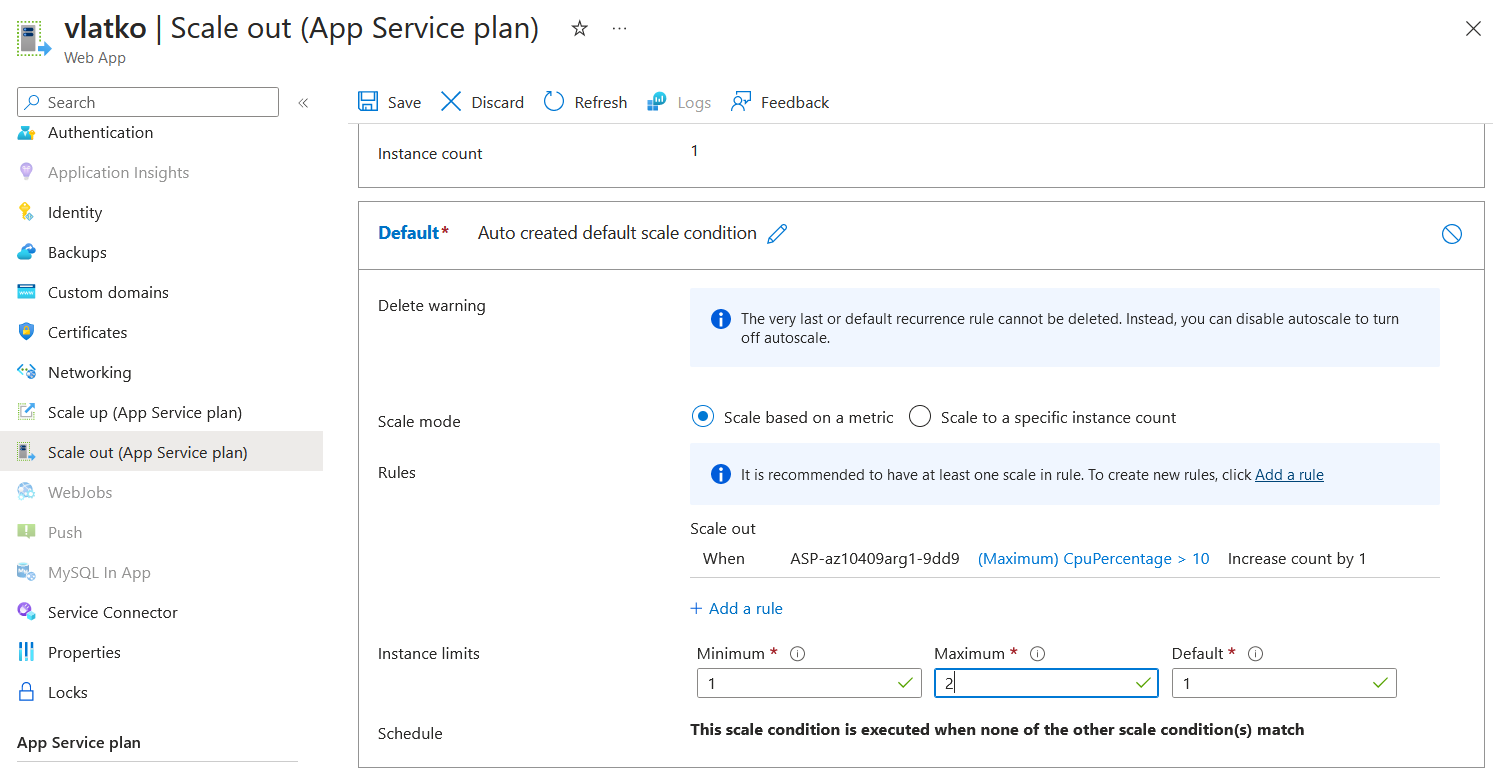 vlatko | Scale out (App Service plan)
Web App
Search
Save
Discard
Refresh
Logs
Feedback
Authentication
Application Insights
Identity
Backups
Custom domains
Certificates
Networking
Scale up (App Service plan)
Scale out (App Service plan)
WebJobs
Push
MySQL In App
Service Connector
Properties
Locks
App Service plan
Instance count 1
Default* Auto created default scale condition
Delete warning
The very last or default recurrence rule cannot be deleted. Instead, you can disable autoscale to turn
off autoscale.
Scale mode
Scale based on a metric Scale to a specific instance count
Rules
It is recommended to have at least one scale in rule. To create new rules, click Add a rule
Scale out
When ASP-az10409arg1-9dd9 (Maximum) CpuPercentage > 10 Increase count by 1
+ Add a rule
Instance limits
Minimum * Maximum * Default *
1 2 1
Schedule
This scale condition is executed when none of the other scale condition(s) match